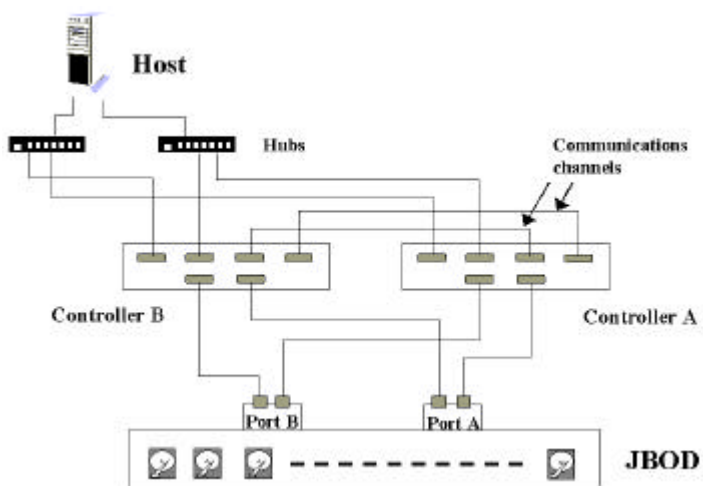 Host
Hubs
Communications
channels
Controller B
Controller A
Port B
Port A
JBOD